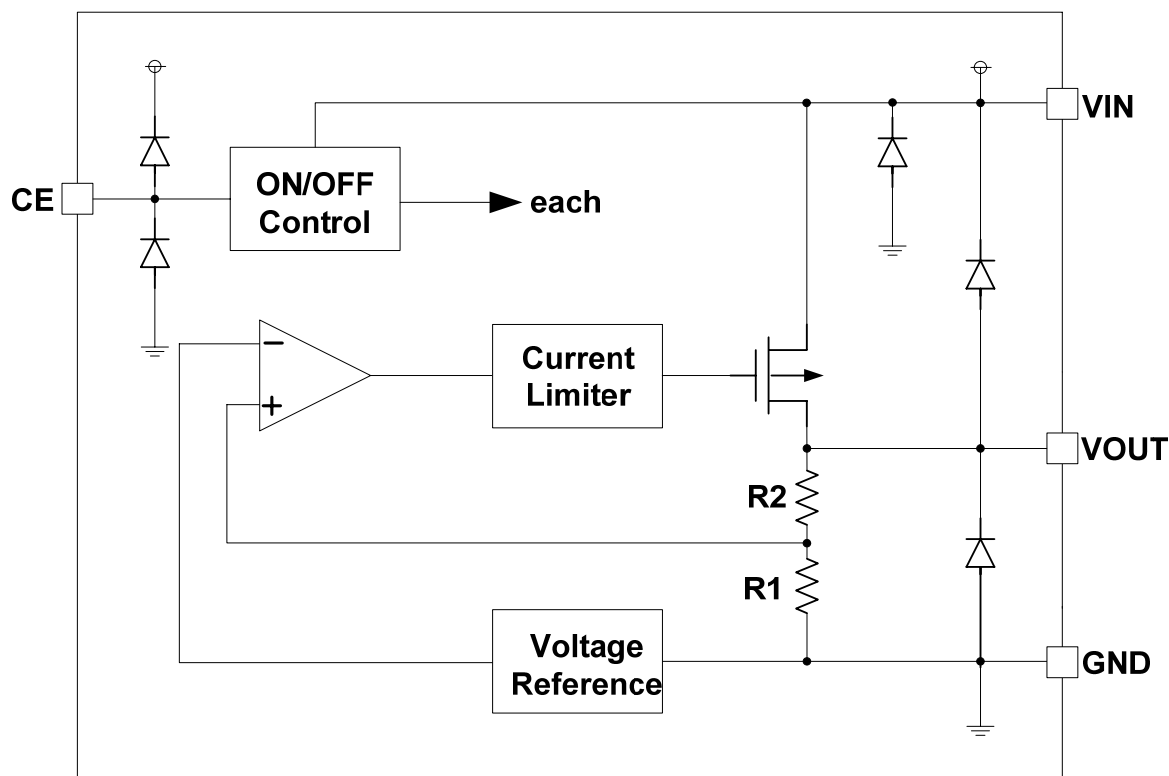 VIN
CE
ON/OFF
Control
each
−
+
Current
Limiter
VOUT
R2
R1
Voltage
Reference
GND